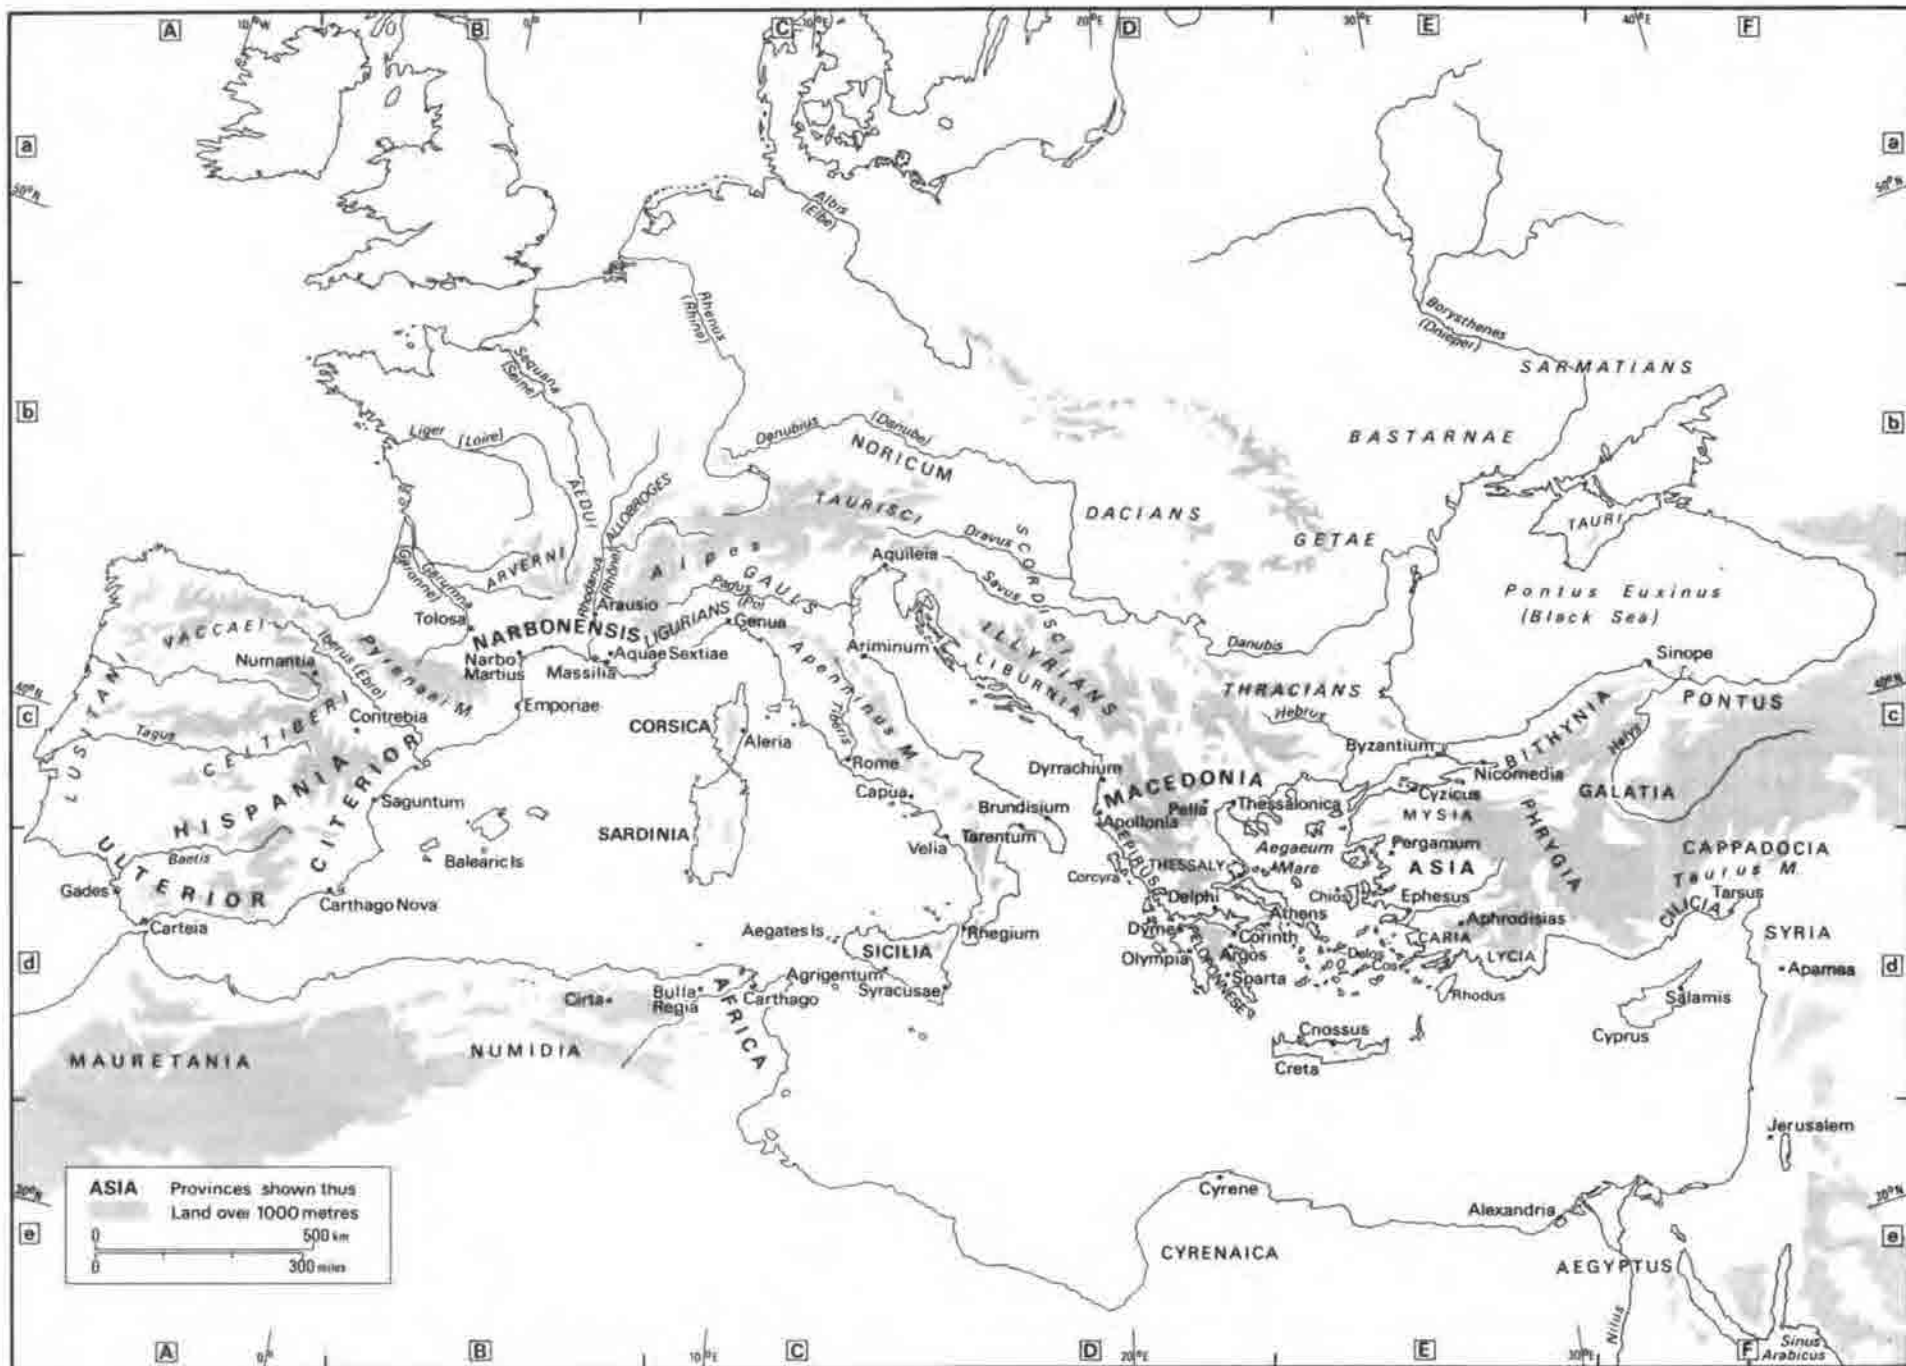 A
10°W
B
0°
C
10°E
20°E
D
30°E
E
40°E
F
a
a
50°N
50°N
Albis
(Elbe)
Rhenus
(Rhine)
Borysthenes
(Dnieper)
SARMATIANS
Sequana
(Seine)
b
b
Liger (Loire)
Danubius (Danube)
NORICUM
BASTARNAE
AEDUI
ALLOBROGES
TAURISCI
DACIANS
SCORDISCI
Dravus
GETAE
TAURI
Garumna
(Garonne)
ARVERNI
Rhodanus
(Rhône)
Alpes
GAULS
Padus
(Po)
Aquileia
Savus
Pontus Euxinus
(Black Sea)
Arausio
Tolosa
NARBONENSIS
LIGURIANS
Genua
VACCAEI
Iberus (Ebro)
Pyrenaei M.
Numantia
Narbo
Martius
Massilia
Aquae Sextiae
Ariminum
Apenninus M
ILLYRIANS
LIBURNIA
Danubis
Sinope
40°N
40°N
c
c
LUSITANI
Emporiae
THRACIANS
Hebrus
PONTUS
BITHYNIA
Halys
Contrebia
Tagus
CELTIBERI
CORSICA
Aleria
Tiberis
Rome
Byzantium
Nicomedia
Dyrrachium
MACEDONIA
HISPANIA
CITERIOR
Saguntum
Capua
Brundisium
Pella
Thessalonica
Cyzicus
MYSIA
GALATIA
PHRYGIA
Apollonia
SARDINIA
Velia
Tarentum
Aegaeum
Mare
Pergamum
ASIA
CAPPADOCIA
Taurus M.
ULTERIOR
Baetis
Balearic Is
EPIRUS
THESSALY
Corcyra
Gades
Carthago Nova
Delphi
Chios
Ephesus
Tarsus
CILICIA
Carteia
Aegates Is
SICILIA
Rhegium
Dyme
Athens
Aphrodisias
Corinth
CARIA
SYRIA
d
d
Agrigentum
Olympia
PELOPONNESE
Argos
Delos
Cos
LYCIA
Apamea
Cirta
Bulla
Regia
Carthago
Syracusae
Sparta
Rhodus
Salamis
AFRICA
Cnossus
Cyprus
MAURETANIA
NUMIDIA
Creta
Jerusalem
ASIA Provinces shown thus
Land over 1000 metres
0 500 km
0 300 miles
30°N
30°N
Cyrene
Alexandria
e
e
CYRENAICA
AEGYPTUS
Nilus
Sinus
Arabicus
A
0°
B
10°E
C
D
20°E
E
30°E
F